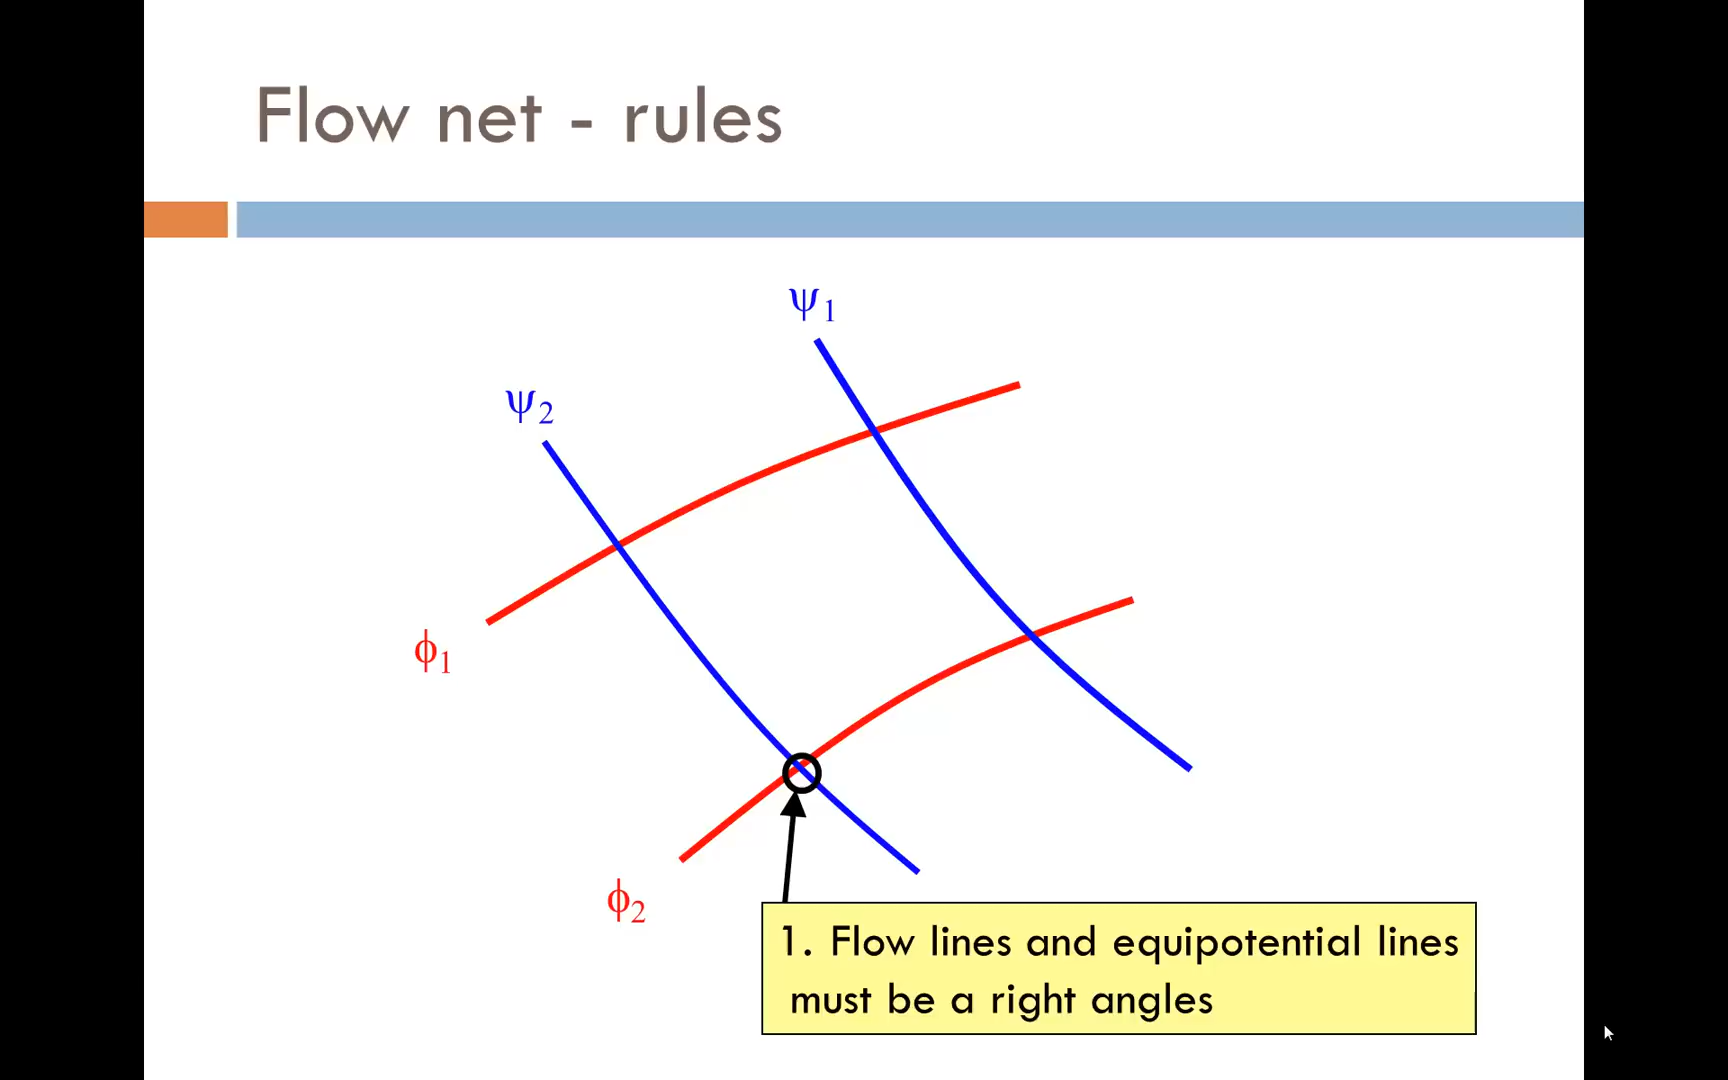 Flow net - rules
ψ1
ψ2
ϕ1
ϕ2
1. Flow lines and equipotential lines
must be a right angles